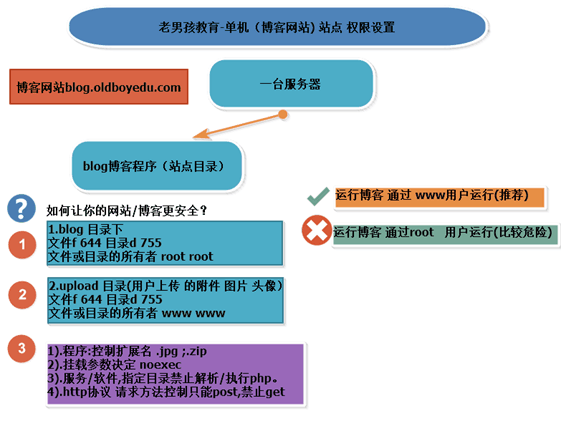 老男孩教育-单机（博客网站) 站点 权限设置
博客网站blog.oldboyedu.com
一台服务器
blog博客程序（站点目录）
?
如何让你的网站/博客更安全？
1
1.blog 目录下
文件f 644 目录d 755
文件或目录的所有者 root root
2
2.upload 目录(用户上传 的附件 图片 头像)
文件f 644 目录d 755
文件或目录的所有者 www www
3
1).程序:控制扩展名 .jpg ;.zip
2).挂载参数决定 noexec
3).服务/软件,指定目录禁止解析/执行php。
4).http协议 请求方法控制只能post,禁止get
运行博客 通过 www用户运行(推荐)
运行博客 通过root 用户运行(比较危险)